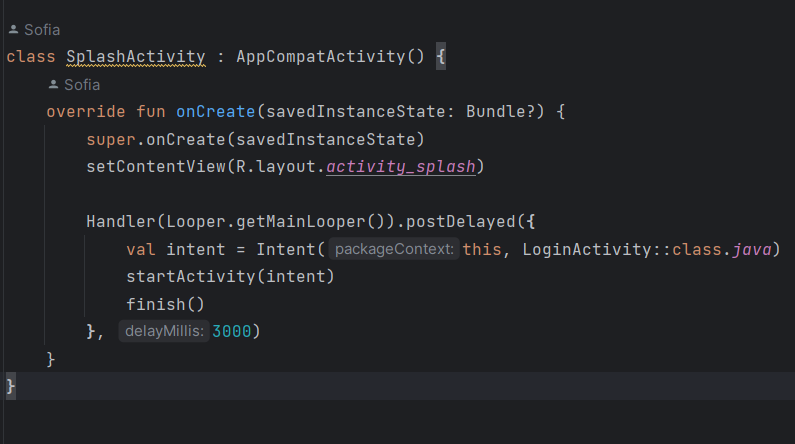 Sofia
class SplashActivity : AppCompatActivity() {
Sofia
override fun onCreate(savedInstanceState: Bundle?) {
super.onCreate(savedInstanceState)
setContentView(R.layout.activity_splash)
Handler(Looper.getMainLooper()).postDelayed({
val intent = Intent( packageContext: this, LoginActivity::class.java)
startActivity(intent)
finish()
}, delayMillis: 3000)
}
}